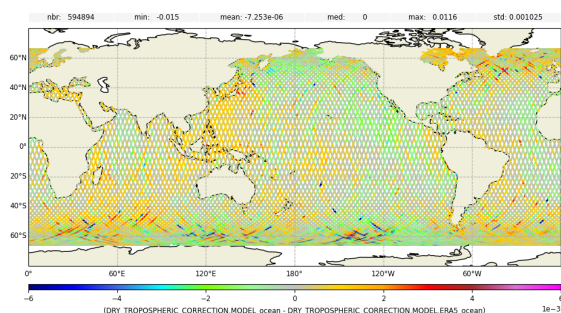 nbr: 594894 min: -0.015 mean: -7.253e-06 med: 0 max: 0.0116 std: 0.001025
60°N
40°N
20°N
0°
20°S
40°S
60°S
0° 60°E 120°E 180° 120°W 60°W
−6 −4 −2 0 2 4 6
1e−3
(DRY_TROPOSPHERIC_CORRECTION.MODEL_ocean - DRY_TROPOSPHERIC_CORRECTION.MODEL.ERA5_ocean)